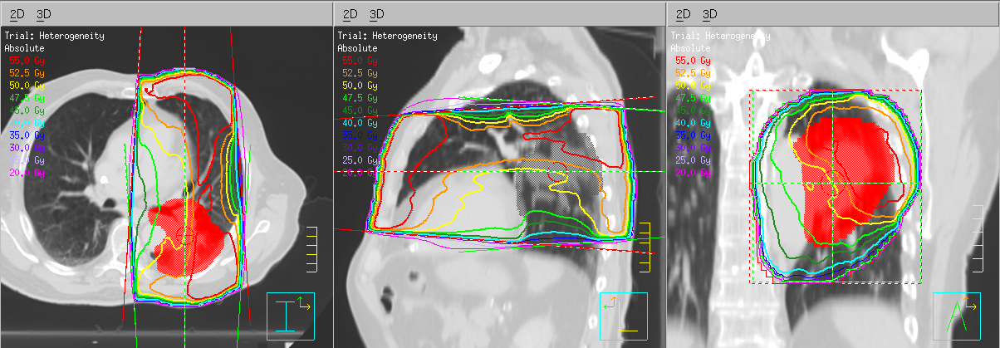 2D 3D
Trial: Heterogeneity
Absolute
55.0 Gy
52.5 Gy
50.0 Gy
47.5 Gy
45.0 Gy
40.0 Gy
35.0 Gy
30.0 Gy
25.0 Gy
20.0 Gy
2D 3D
Trial: Heterogeneity
Absolute
55.0 Gy
52.5 Gy
50.0 Gy
47.5 Gy
45.0 Gy
40.0 Gy
35.0 Gy
30.0 Gy
25.0 Gy
20.0 Gy
2D 3D
Trial: Heterogeneity
Absolute
55.0 Gy
52.5 Gy
50.0 Gy
47.5 Gy
45.0 Gy
40.0 Gy
35.0 Gy
30.0 Gy
25.0 Gy
20.0 Gy